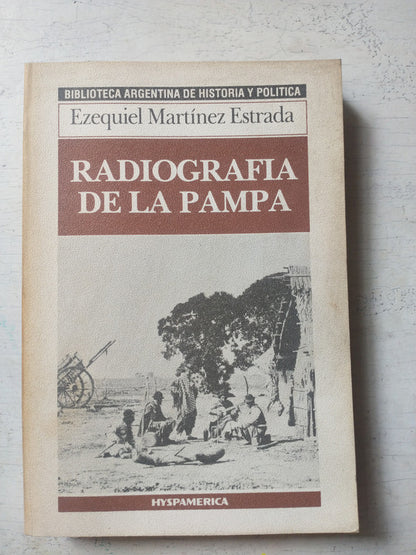 BIBLIOTECA ARGENTINA DE HISTORIA Y POLITICA
Ezequiel Martínez Estrada
RADIOGRAFIA
DE LA PAMPA
HYSPAMERICA